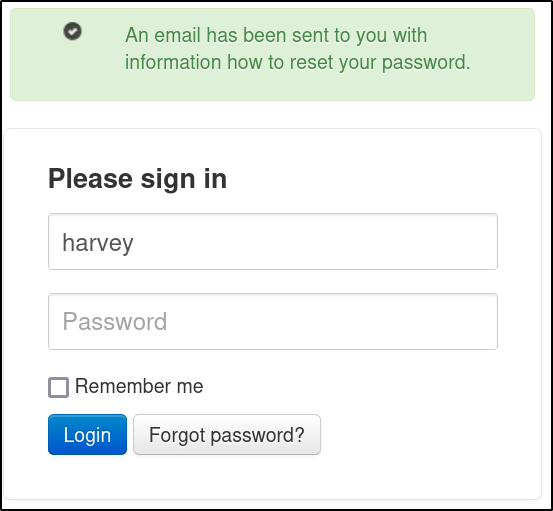 An email has been sent to you with
information how to reset your password.
Please sign in
harvey
Password
Remember me
Login
Forgot password?